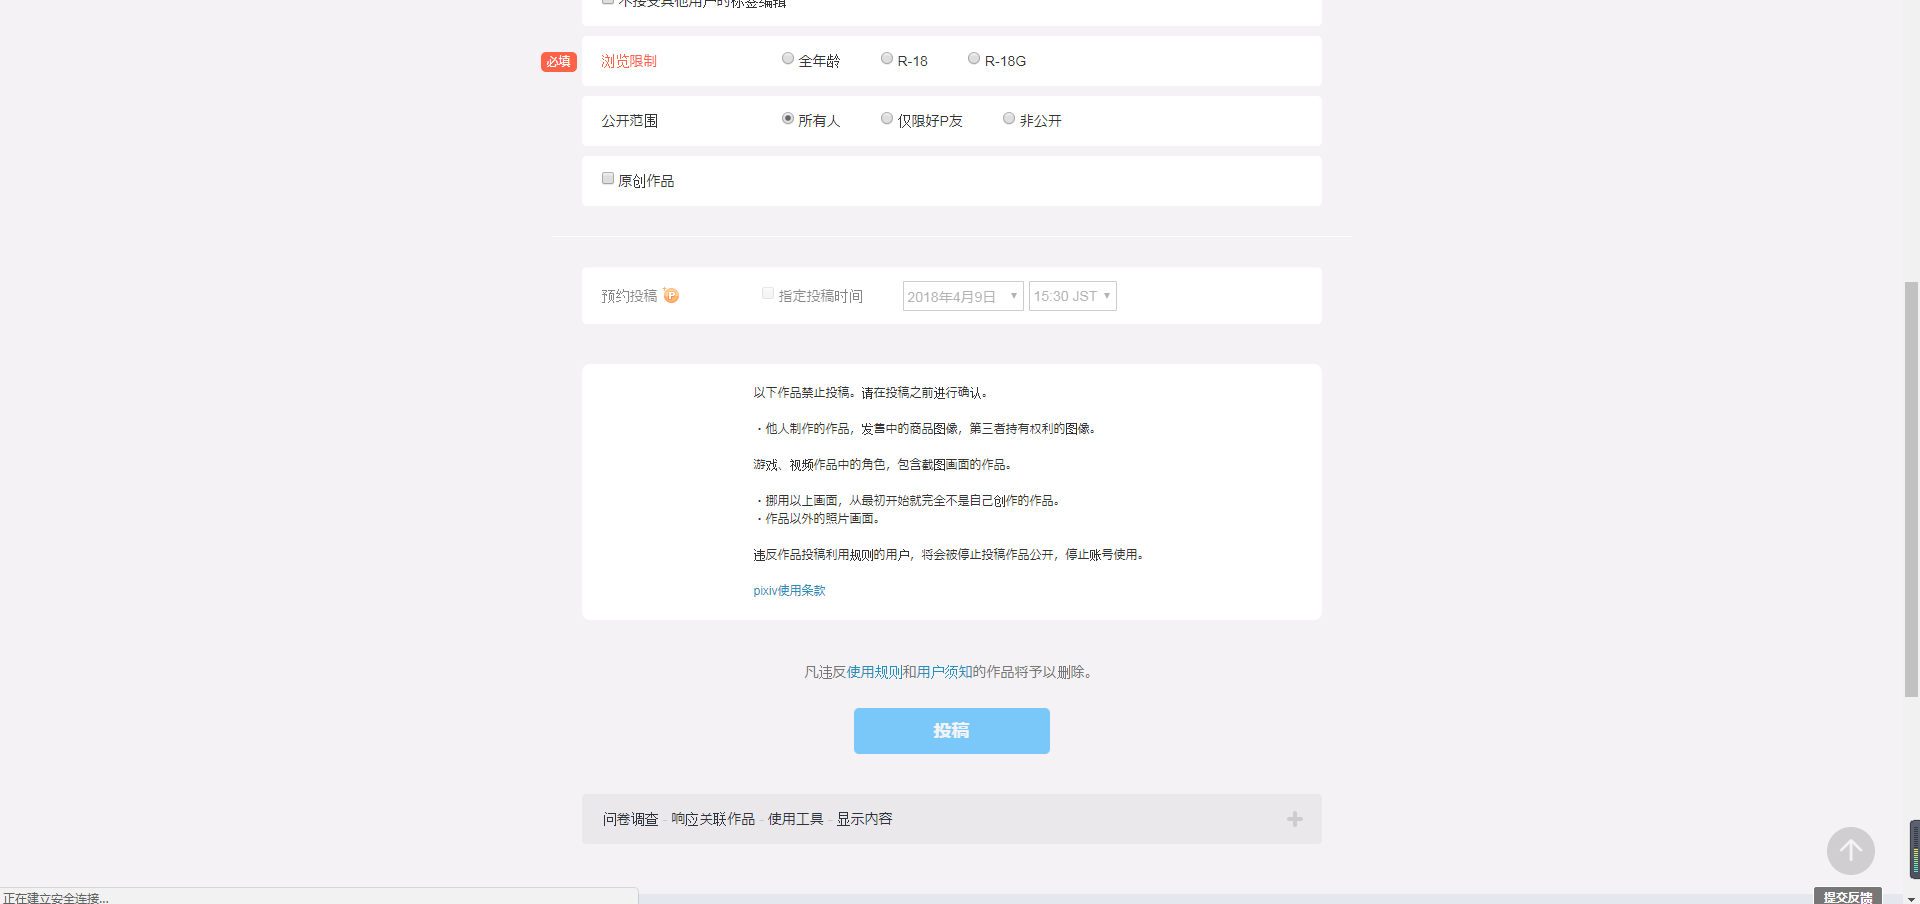 不接受其他用户的标签编辑
必填 浏览限制 全年龄 R-18 R-18G
公开范围 所有人 仅限好P友 非公开
原创作品
预约投稿 指定投稿时间 2018年4月9日 15:30 JST
以下作品禁止投稿。请在投稿之前进行确认。
・他人制作的作品，发售中的商品图像，第三者持有权利的图像。
游戏、视频作品中的角色，包含截图画面的作品。
・挪用以上画面，从最初开始就完全不是自己创作的作品。
・作品以外的照片画面。
违反作品投稿利用规则的用户，将会被停止投稿作品公开，停止账号使用。
pixiv使用条款
凡违反使用规则和用户须知的作品将予以删除。
投稿
问卷调查 - 响应关联作品 - 使用工具 - 显示内容
提交反馈
正在建立安全连接...